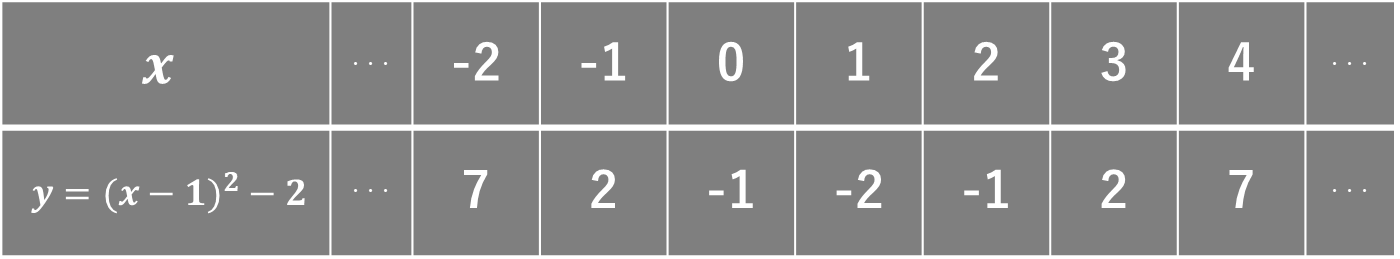 x ... -2 -1 0 1 2 3 4 ...
y = (x − 1)² − 2 ... 7 2 -1 -2 -1 2 7 ...